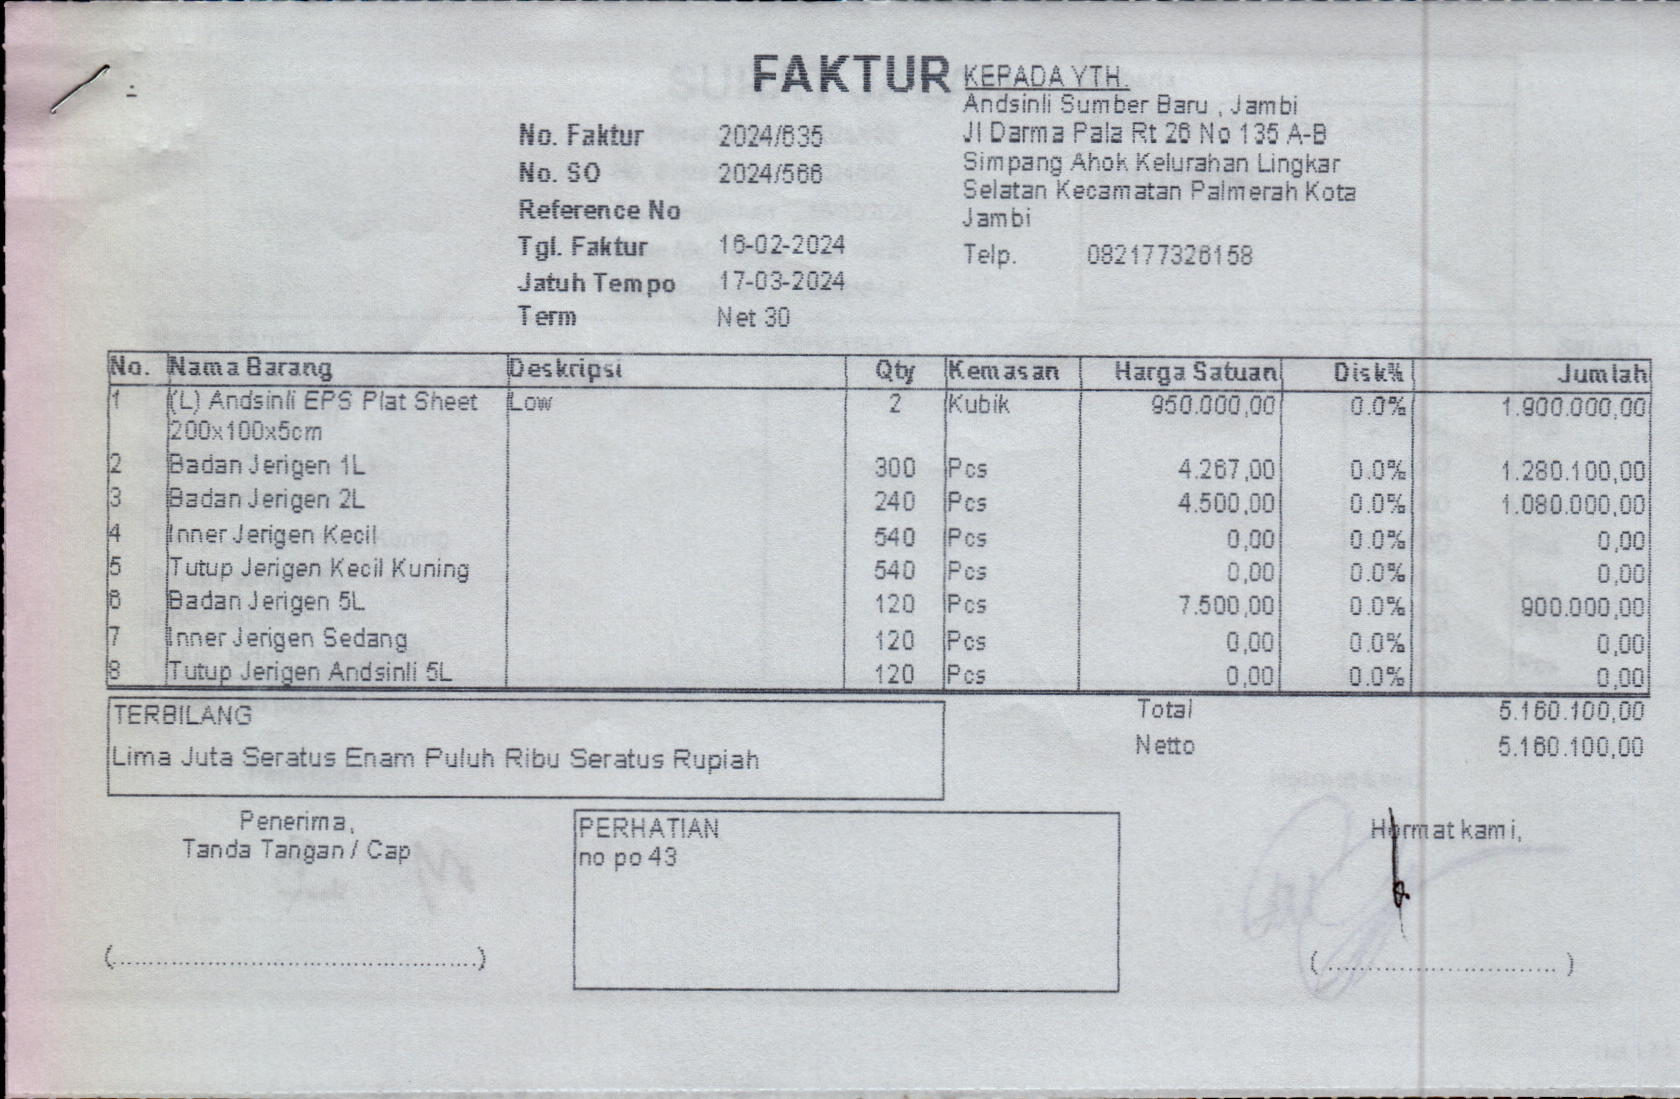 FAKTUR
No. Faktur 2024/635
No. SO 2024/566
Reference No
Tgl. Faktur 16-02-2024
Jatuh Tempo 17-03-2024
Term Net 30
KEPADA YTH.
Andsinli Sumber Baru , Jambi
Jl Darma Pala Rt 26 No 135 A-B
Simpang Ahok Kelurahan Lingkar
Selatan Kecamatan Palmerah Kota
Jambi
Telp. 082177326158
No. Nama Barang Deskripsi Qty Kemasan Harga Satuan Disk% Jumlah
1 (L) Andsinli EPS Plat Sheet Low 2 Kubik 950.000,00 0.0% 1.900.000,00
200x100x5cm
2 Badan Jerigen 1L 300 Pcs 4.267,00 0.0% 1.280.100,00
3 Badan Jerigen 2L 240 Pcs 4.500,00 0.0% 1.080.000,00
4 Inner Jerigen Kecil 540 Pcs 0,00 0.0% 0,00
5 Tutup Jerigen Kecil Kuning 540 Pcs 0,00 0.0% 0,00
6 Badan Jerigen 5L 120 Pcs 7.500,00 0.0% 900.000,00
7 Inner Jerigen Sedang 120 Pcs 0,00 0.0% 0,00
8 Tutup Jerigen Andsinli 5L 120 Pcs 0,00 0.0% 0,00
TERBILANG
Lima Juta Seratus Enam Puluh Ribu Seratus Rupiah
Total 5.160.100,00
Netto 5.160.100,00
Penerima,
Tanda Tangan / Cap
(..............................................)
PERHATIAN
no po 43
Hormat kami,
( ............................. )